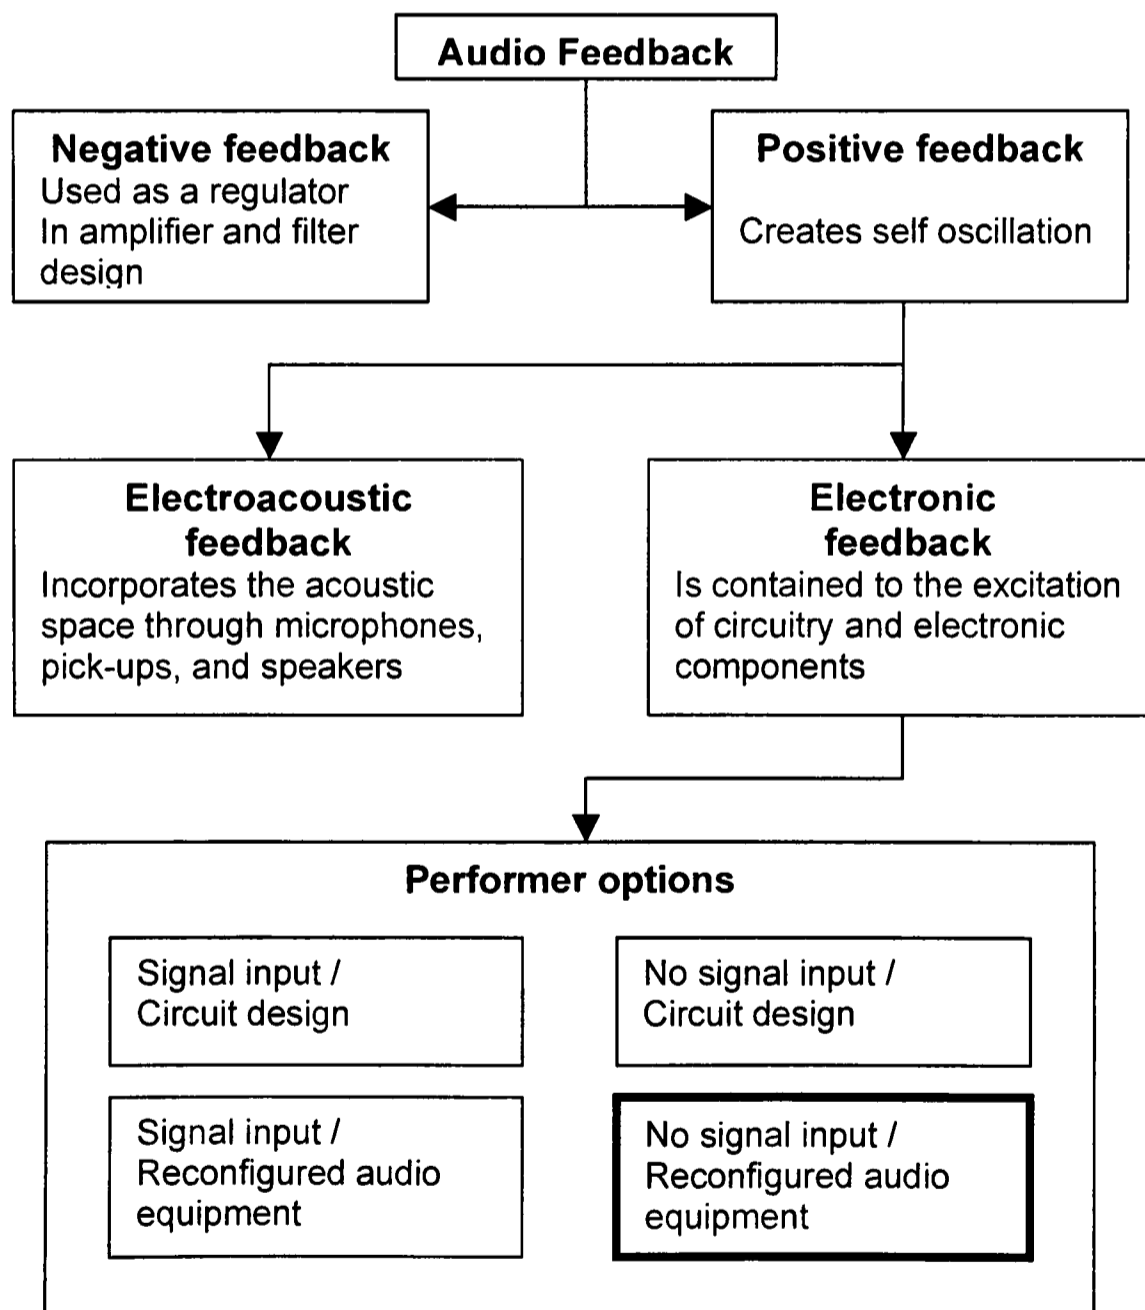 Audio Feedback
Negative feedback
Used as a regulator
In amplifier and filter
design
Positive feedback
Creates self oscillation
Electroacoustic
feedback
Incorporates the acoustic
space through microphones,
pick-ups, and speakers
Electronic
feedback
Is contained to the excitation
of circuitry and electronic
components
Performer options
Signal input /
Circuit design
No signal input /
Circuit design
Signal input /
Reconfigured audio
equipment
No signal input /
Reconfigured audio
equipment